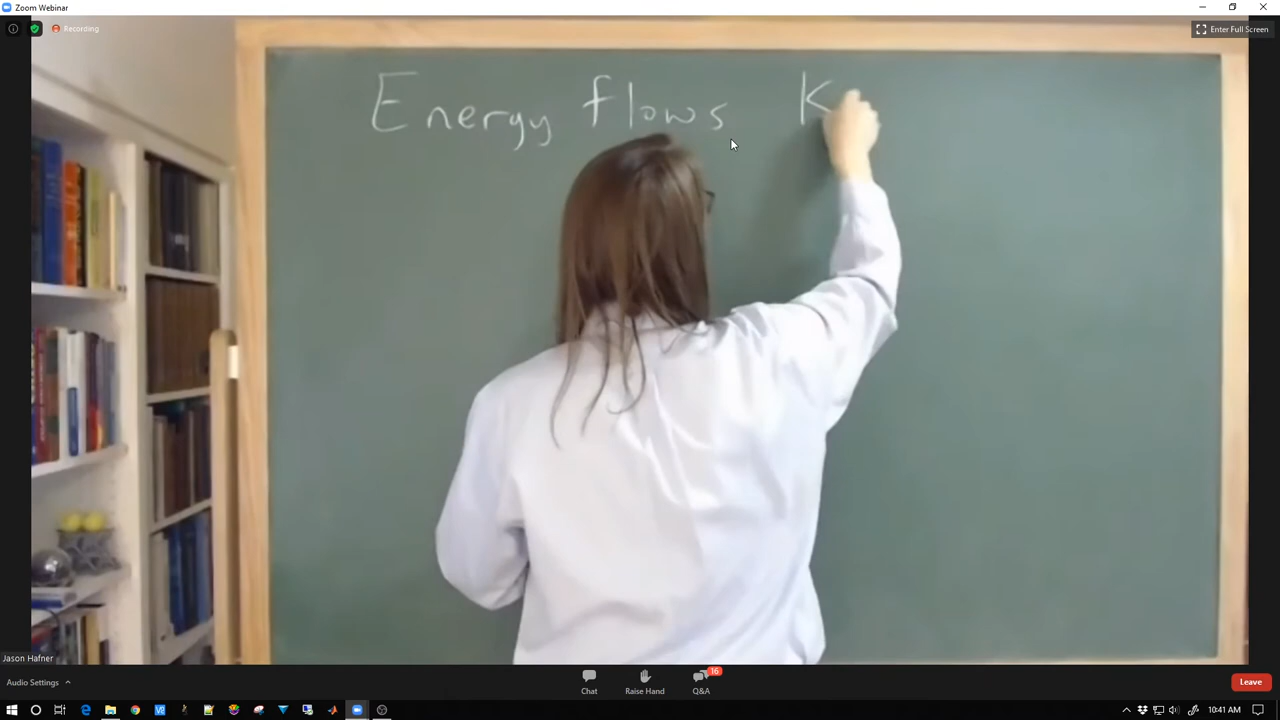 Zoom Webinar
Recording
Enter Full Screen
Energy flows K
Jason Hafner
Audio Settings
Chat
Raise Hand
16
Q&A
Leave
10:41 AM